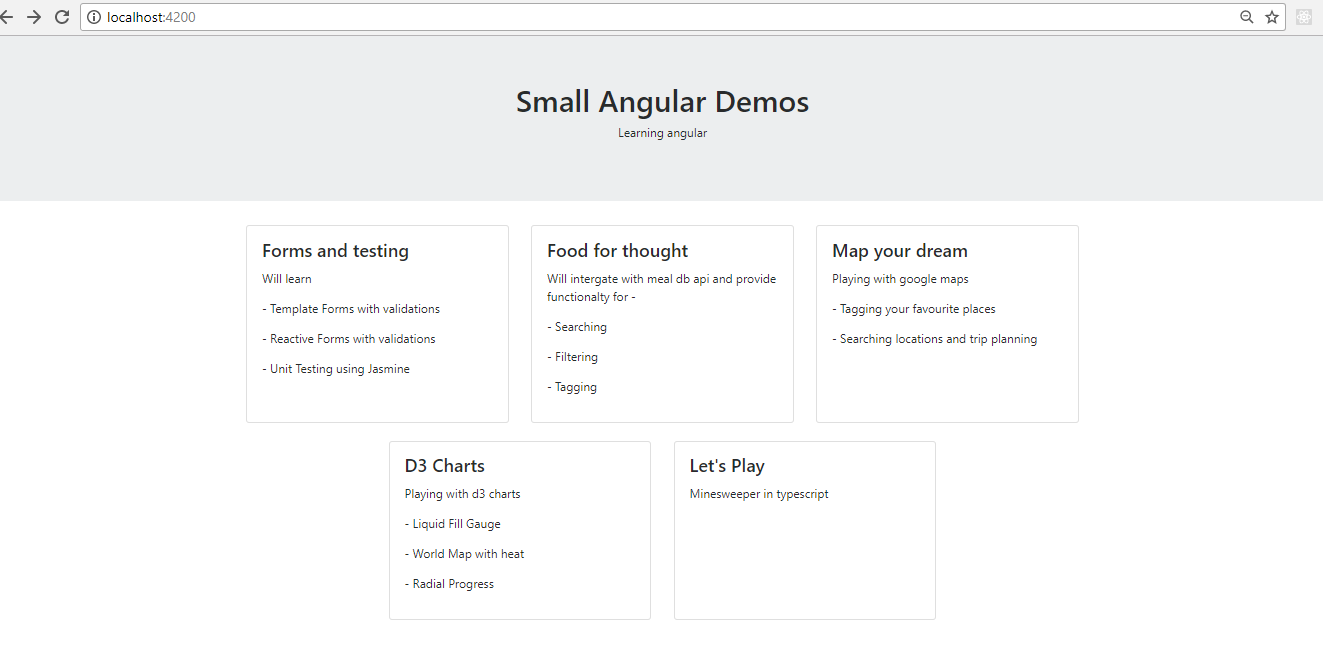 localhost:4200
Small Angular Demos
Learning angular
Forms and testing
Will learn
- Template Forms with validations
- Reactive Forms with validations
- Unit Testing using Jasmine
Food for thought
Will intergate with meal db api and provide
functionalty for -
- Searching
- Filtering
- Tagging
Map your dream
Playing with google maps
- Tagging your favourite places
- Searching locations and trip planning
D3 Charts
Playing with d3 charts
- Liquid Fill Gauge
- World Map with heat
- Radial Progress
Let's Play
Minesweeper in typescript